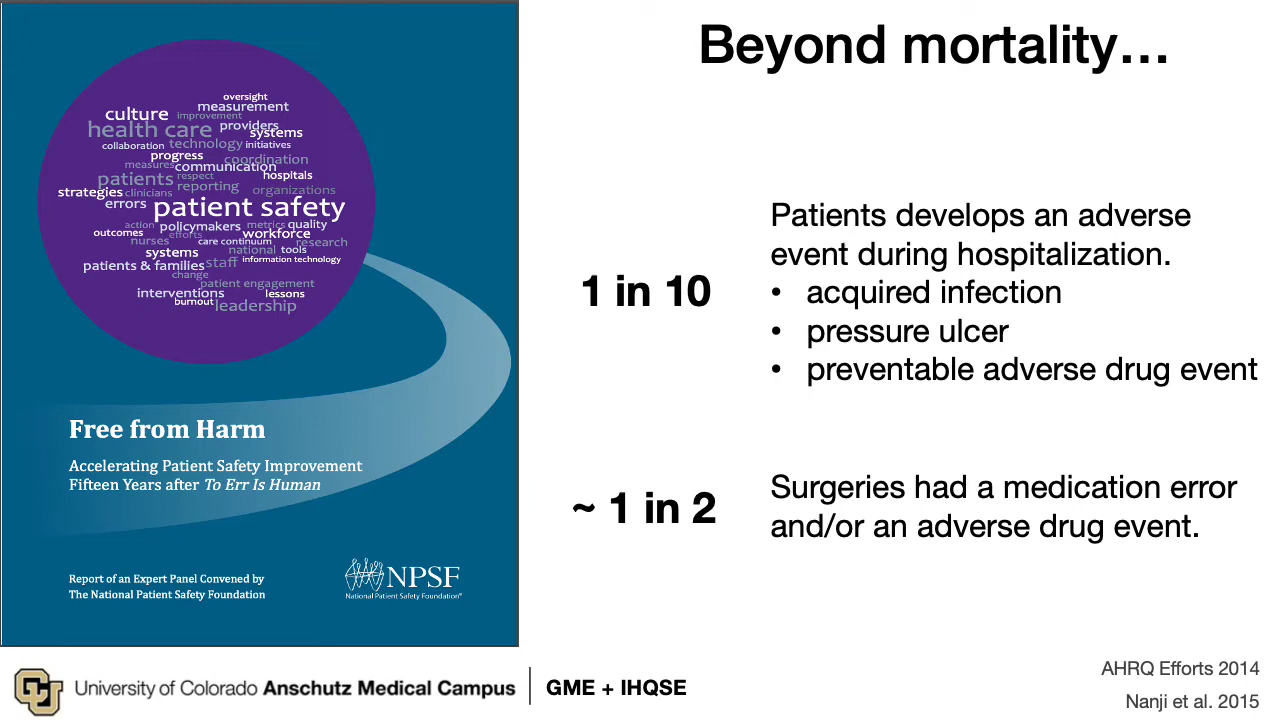 Beyond mortality…
oversight
culture
measurement
improvement
health care
providers
systems
collaboration
technology
initiatives
progress
coordination
measures
communication
patients
respect
hospitals
strategies
clinicians
reporting
organizations
errors
patient safety
action
policymakers
metrics
quality
outcomes
efforts
workforce
nurses
care continuum
research
systems
national
tools
patients & families
staff
information technology
change
patient engagement
interventions
lessons
burnout
leadership
Free from Harm
Accelerating Patient Safety Improvement
Fifteen Years after To Err Is Human
Report of an Expert Panel Convened by
The National Patient Safety Foundation
NPSF
National Patient Safety Foundation®
1 in 10
Patients develops an adverse
event during hospitalization.
• acquired infection
• pressure ulcer
• preventable adverse drug event
~ 1 in 2
Surgeries had a medication error
and/or an adverse drug event.
CU
University of Colorado Anschutz Medical Campus
GME + IHQSE
AHRQ Efforts 2014
Nanji et al. 2015